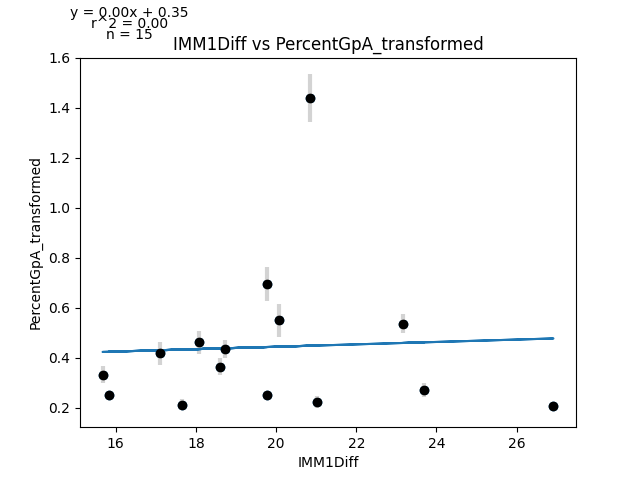 y = 0.00x + 0.35
r^2 = 0.00
n = 15
IMM1Diff vs PercentGpA_transformed
1.6
1.4
1.2
1.0
0.8
0.6
0.4
0.2
PercentGpA_transformed
16 18 20 22 24 26
IMM1Diff